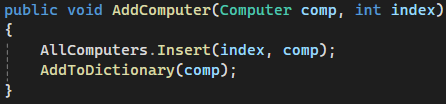 public void AddComputer(Computer comp, int index)
{
    AllComputers.Insert(index, comp);
    AddToDictionary(comp);
}